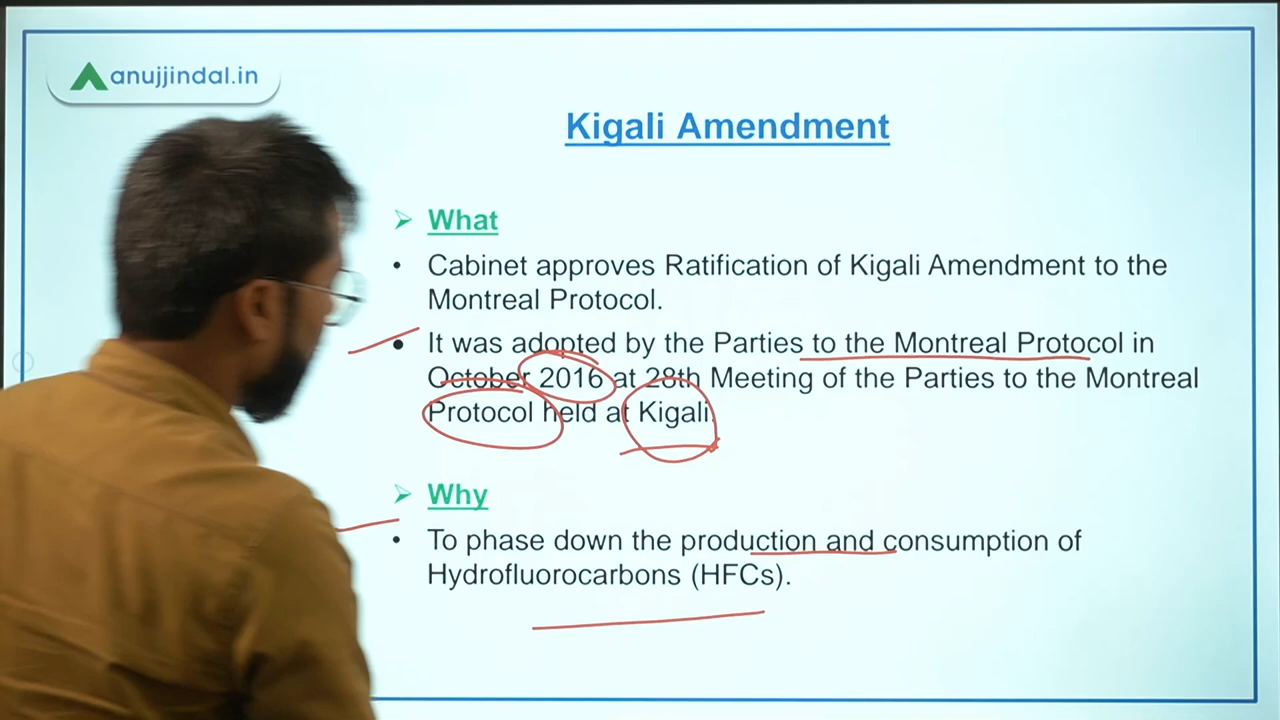 anujjindal.in
Kigali Amendment
What
• Cabinet approves Ratification of Kigali Amendment to the
Montreal Protocol.
• It was adopted by the Parties to the Montreal Protocol in
October 2016 at 28th Meeting of the Parties to the Montreal
Protocol held at Kigali.
Why
• To phase down the production and consumption of
Hydrofluorocarbons (HFCs).